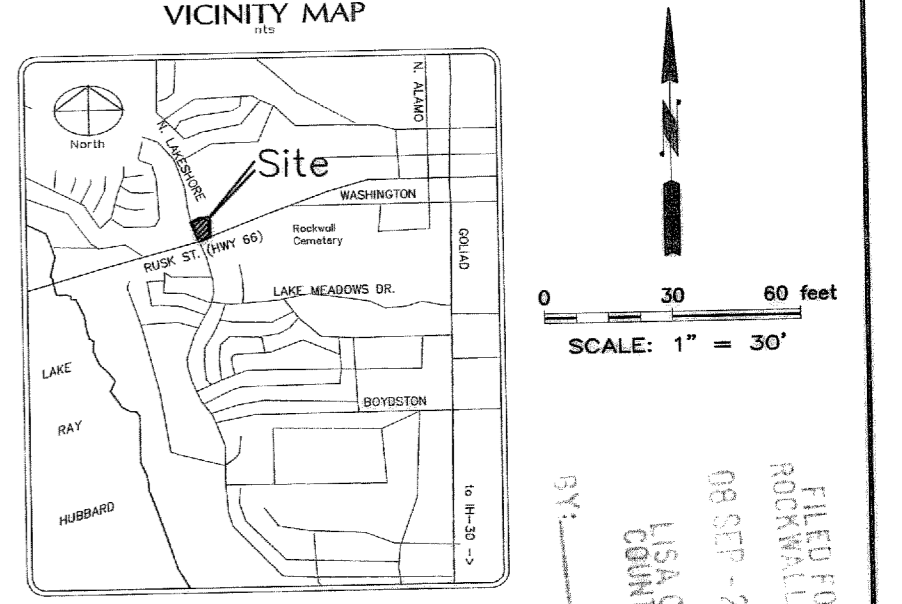 VICINITY MAP
nts
North
N. LAKESHORE
Site
N. ALAMO
WASHINGTON
Rockwall
Cemetery
RUSK ST. (HWY 66)
GOLIAD
LAKE MEADOWS DR.
LAKE
RAY
HUBBARD
BOYDSTON
to IH-30 ->
N
0 30 60 feet
SCALE: 1" = 30'
FILED FO
ROCKWALL
08 SEP -2
LISA C
COUN
BY: